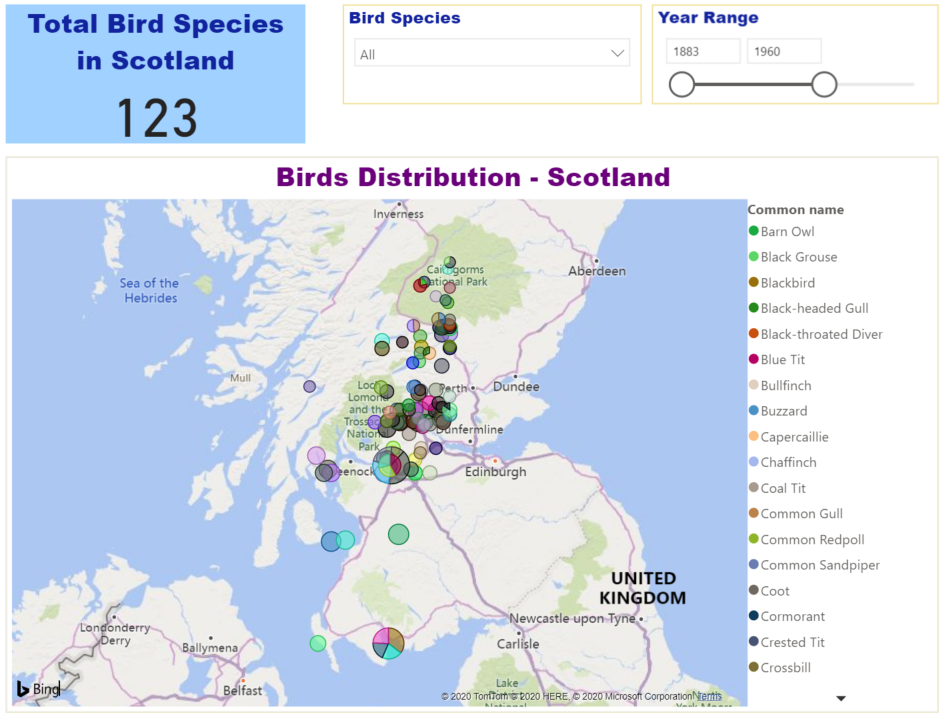 Total Bird Species
in Scotland
123
Bird Species
All
Year Range
1883
1960
Birds Distribution - Scotland
Inverness
Cairngorms
National Park
Aberdeen
Sea of the
Hebrides
Mull
Loch
Lomond
and the
Trossachs
National
Park
Perth
Dundee
Dunfermline
Greenock
Edinburgh
UNITED
KINGDOM
Newcastle upon Tyne
Carlisle
Londonderry
Derry
Ballymena
Belfast
Lake
District
National
North
York Moors
Bing
© 2020 TomTom © 2020 HERE, © 2020 Microsoft Corporation Terms
Common name
Barn Owl
Black Grouse
Blackbird
Black-headed Gull
Black-throated Diver
Blue Tit
Bullfinch
Buzzard
Capercaillie
Chaffinch
Coal Tit
Common Gull
Common Redpoll
Common Sandpiper
Coot
Cormorant
Crested Tit
Crossbill